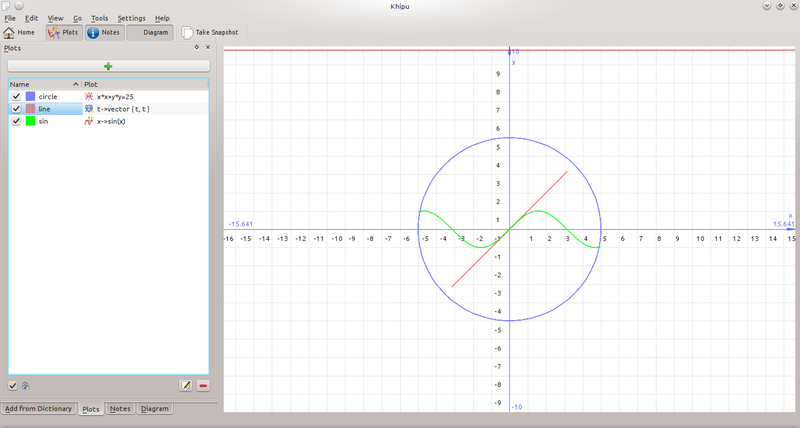 Khipu
File Edit View Go Tools Settings Help
Home Plots Notes Diagram Take Snapshot
Plots
Name Plot
circle x*x+y*y=25
line t->vector { t, t }
sin x->sin(x)
Add from Dictionary Plots Notes Diagram
10
y
9
8
7
6
5
4
3
2
1
x
-15.641 15.641
-16 -15 -14 -13 -12 -11 -10 -9 -8 -7 -6 -5 -4 -3 -2 -1 1 2 3 4 5 6 7 8 9 10 11 12 13 14 15
-1
-2
-3
-4
-5
-6
-7
-8
-9
-10